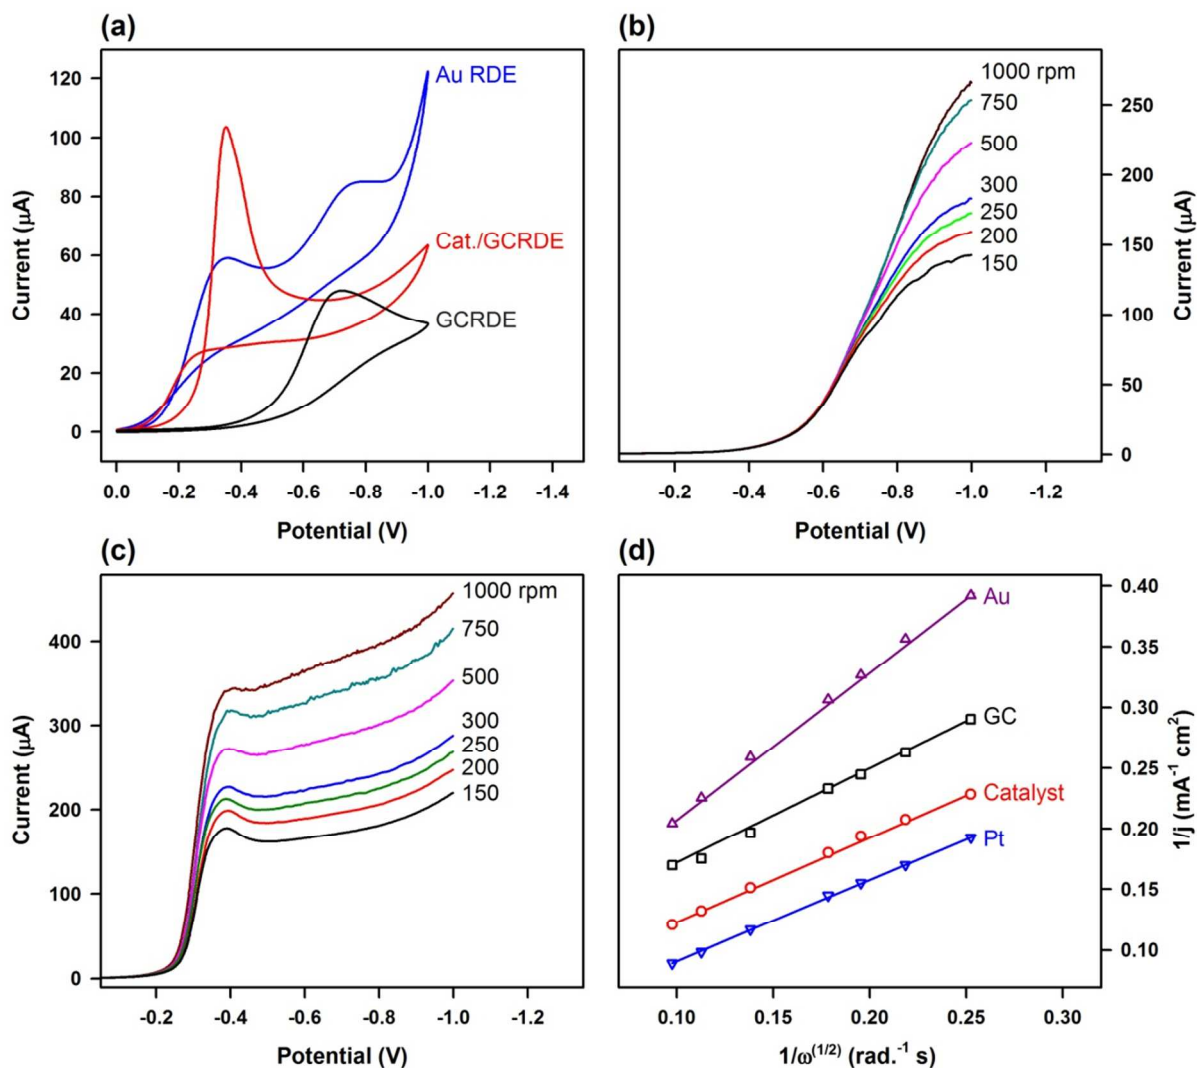 (a)
120
100
80
60
40
20
0
Current (μA)
Au RDE
Cat./GCRDE
GCRDE
0.0 -0.2 -0.4 -0.6 -0.8 -1.0 -1.2 -1.4
Potential (V)
(b)
1000 rpm
750
500
300
250
200
150
250
200
150
100
50
0
Current (μA)
-0.2 -0.4 -0.6 -0.8 -1.0 -1.2
Potential (V)
(c)
400
300
200
100
0
Current (μA)
1000 rpm
750
500
300
250
200
150
-0.2 -0.4 -0.6 -0.8 -1.0 -1.2
Potential (V)
(d)
Au
GC
Catalyst
Pt
0.40
0.35
0.30
0.25
0.20
0.15
0.10
1/j (mA⁻¹ cm²)
0.10 0.15 0.20 0.25 0.30
1/ω⁽¹/²⁾ (rad.⁻¹ s)